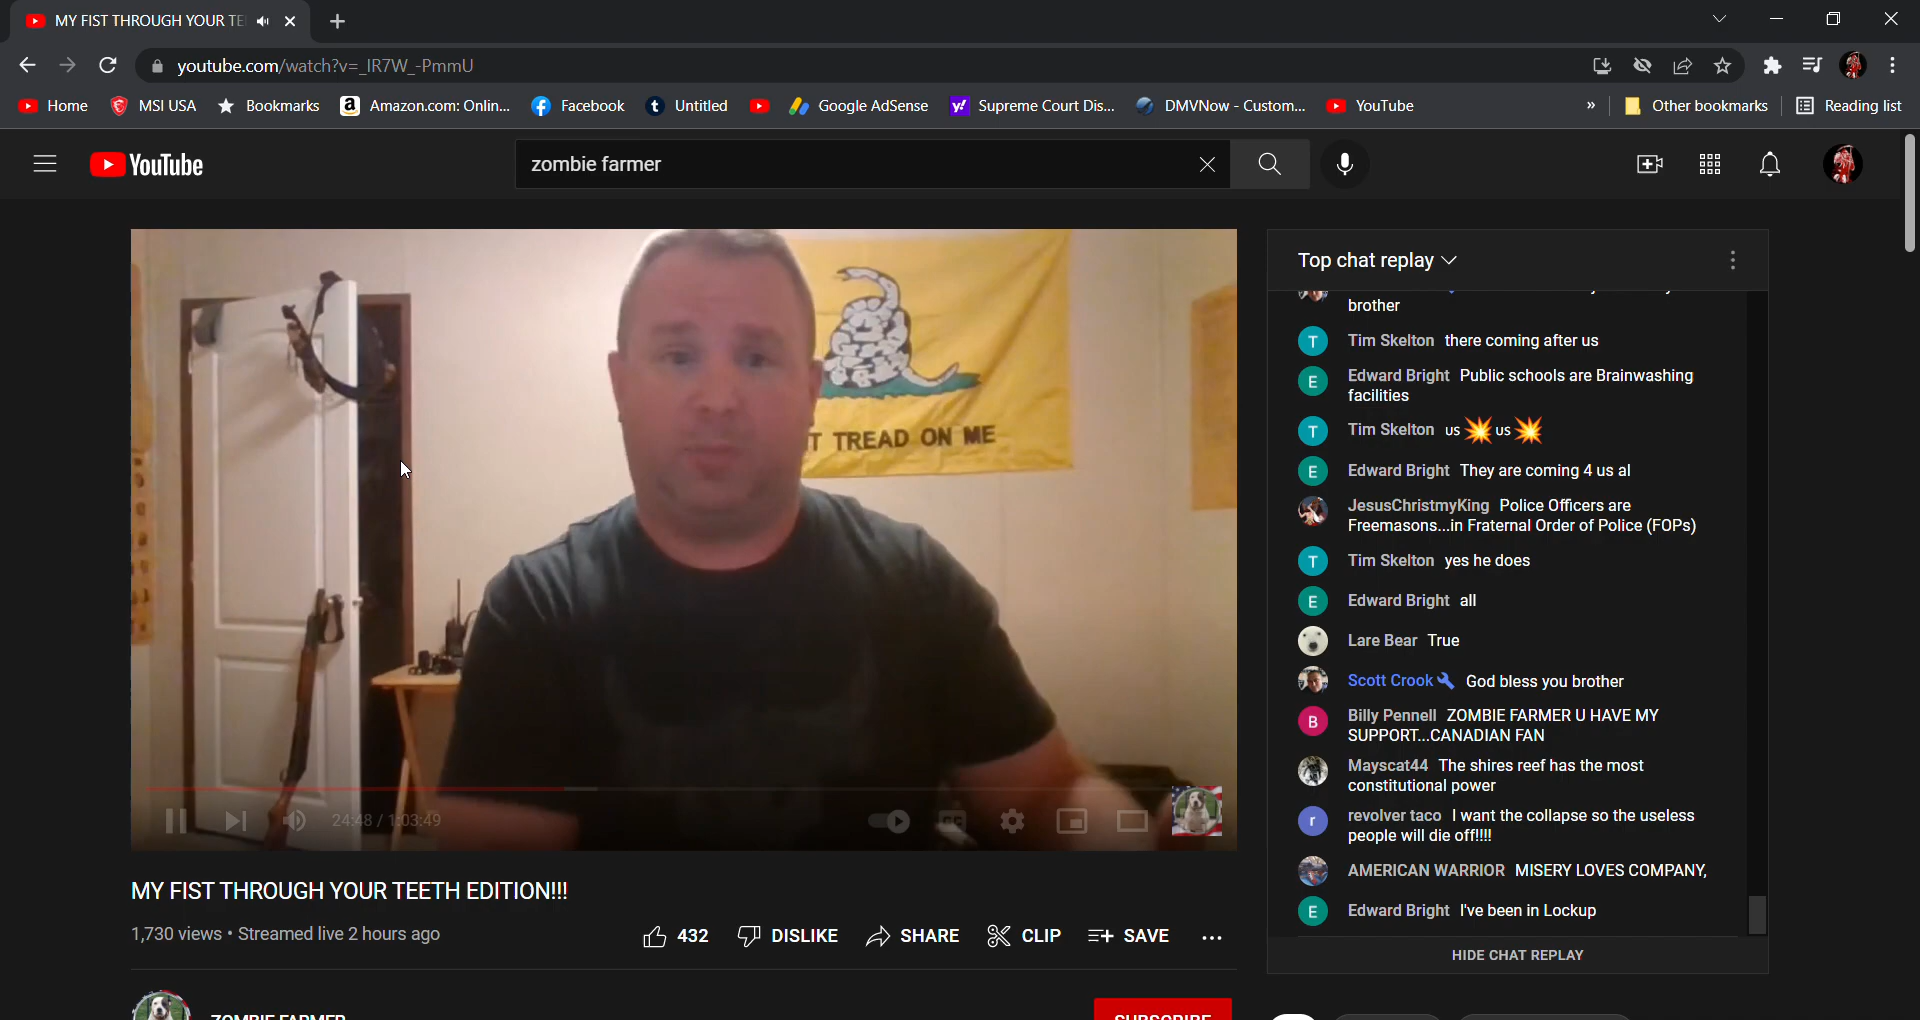 MY FIST THROUGH YOUR TE
youtube.com/watch?v=_IR7W_-PmmU
Home MSI USA Bookmarks Amazon.com: Onlin... Facebook Untitled Google AdSense Supreme Court Dis... DMVNow - Custom... YouTube » Other bookmarks Reading list
YouTube
zombie farmer
T TREAD ON ME
24:48 / 1:03:49
CC
MY FIST THROUGH YOUR TEETH EDITION!!!
1,730 views • Streamed live 2 hours ago
432 DISLIKE SHARE CLIP SAVE
ZOMBIE FARMER
SUBSCRIBE
Top chat replay
brother
Tim Skelton there coming after us
Edward Bright Public schools are Brainwashing
facilities
Tim Skelton us 💥 us 💥
Edward Bright They are coming 4 us al
JesusChristmyKing Police Officers are
Freemasons...in Fraternal Order of Police (FOPs)
Tim Skelton yes he does
Edward Bright all
Lare Bear True
Scott Crook God bless you brother
Billy Pennell ZOMBIE FARMER U HAVE MY
SUPPORT...CANADIAN FAN
Mayscat44 The shires reef has the most
constitutional power
revolver taco I want the collapse so the useless
people will die off!!!!
AMERICAN WARRIOR MISERY LOVES COMPANY,
Edward Bright I've been in Lockup
HIDE CHAT REPLAY